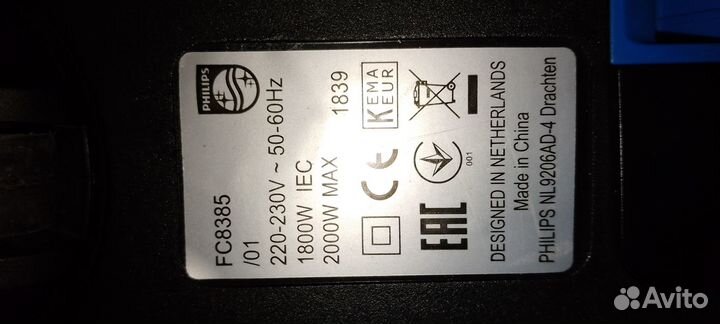 PHILIPS
FC8385
/01
220-230V ~ 50-60Hz
1800W IEC
2000W MAX
1839
KEMA
KEUR
CE
001
EAC
DESIGNED IN NETHERLANDS
Made in China
PHILIPS NL9206AD-4 Drachten
Avito